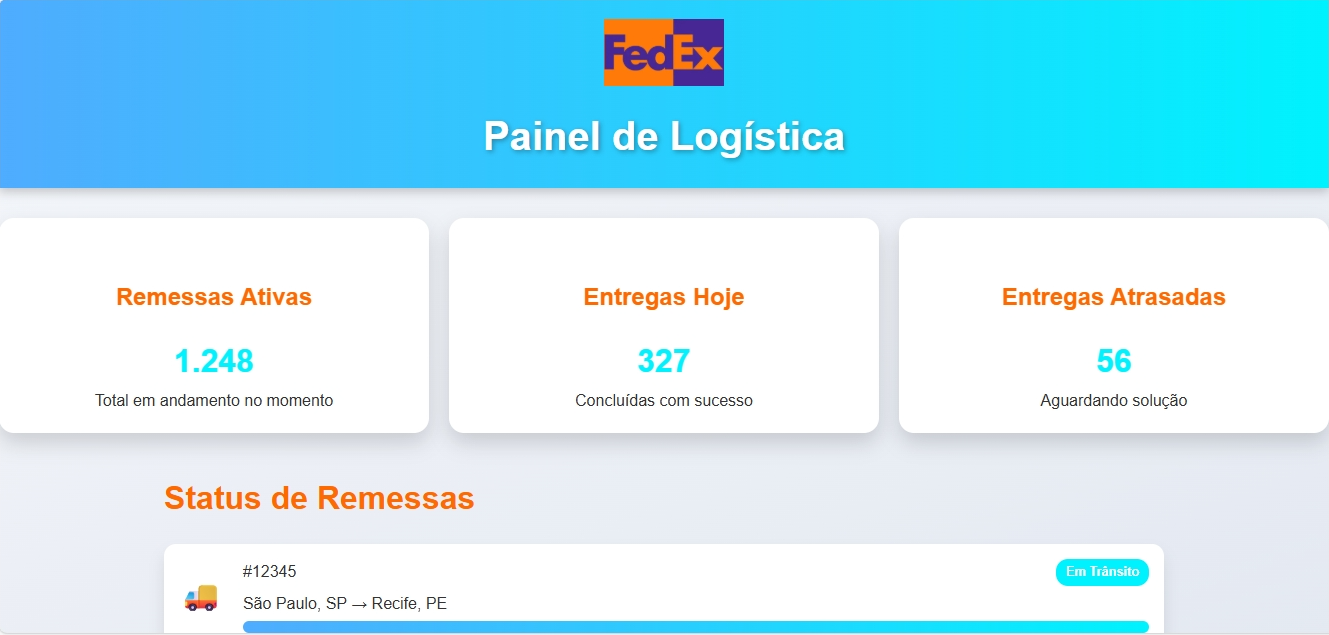 FedEx
Painel de Logística
Remessas Ativas
1.248
Total em andamento no momento
Entregas Hoje
327
Concluídas com sucesso
Entregas Atrasadas
56
Aguardando solução
Status de Remessas
#12345
Em Trânsito
São Paulo, SP → Recife, PE